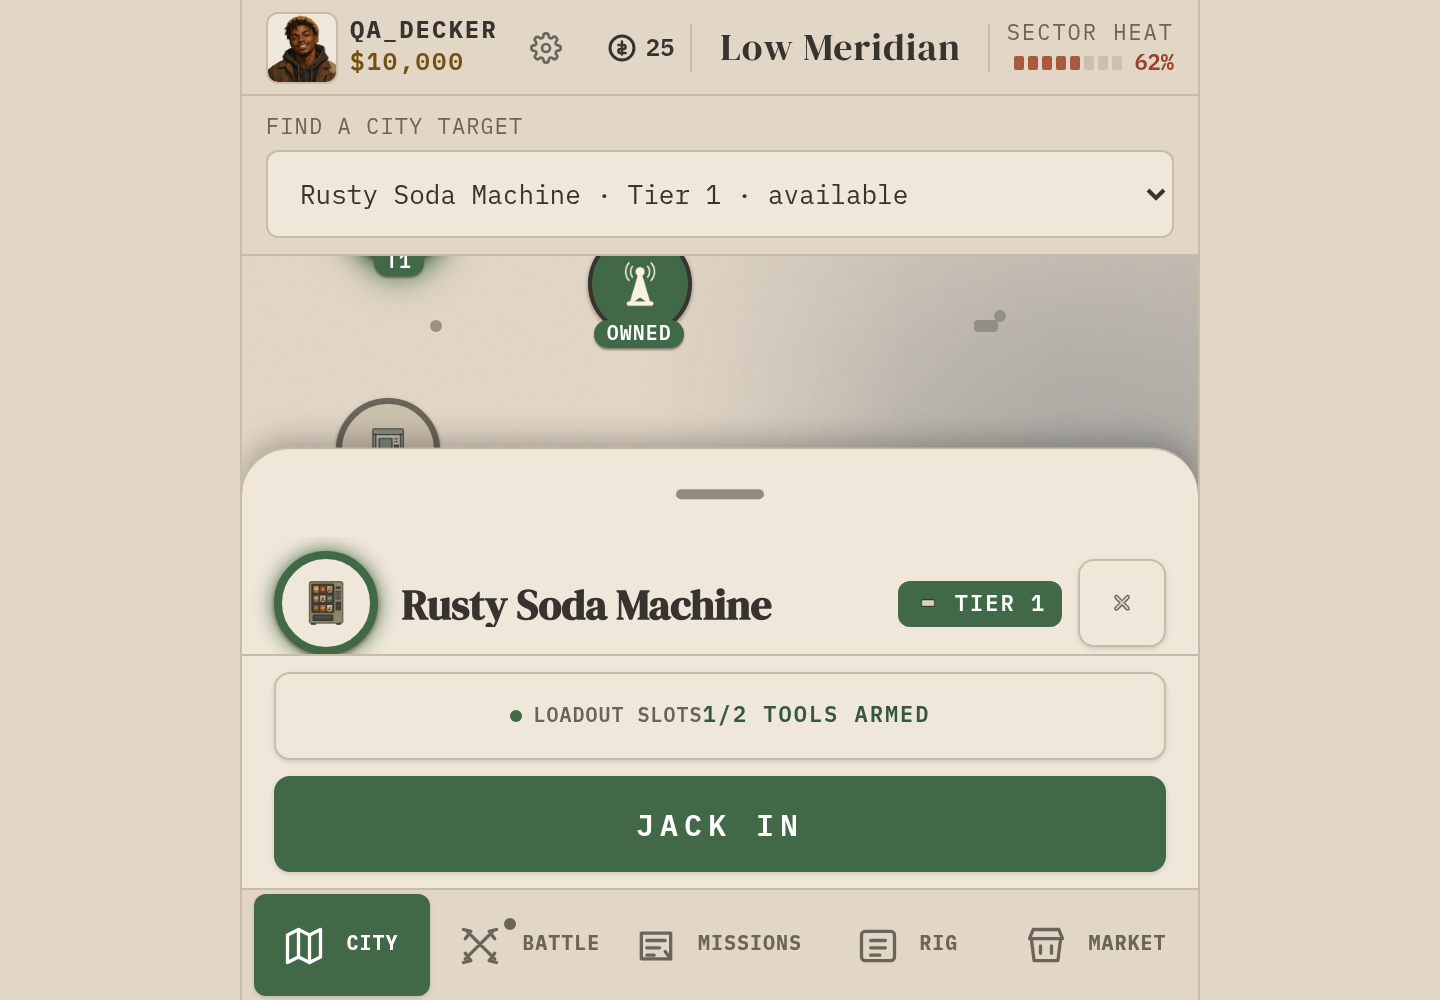 QA_DECKER
$10,000
25
Low Meridian
SECTOR HEAT
62%
FIND A CITY TARGET
Rusty Soda Machine · Tier 1 · available
T1
OWNED
Rusty Soda Machine
TIER 1
LOADOUT SLOTS1/2 TOOLS ARMED
JACK IN
CITY
BATTLE
MISSIONS
RIG
MARKET